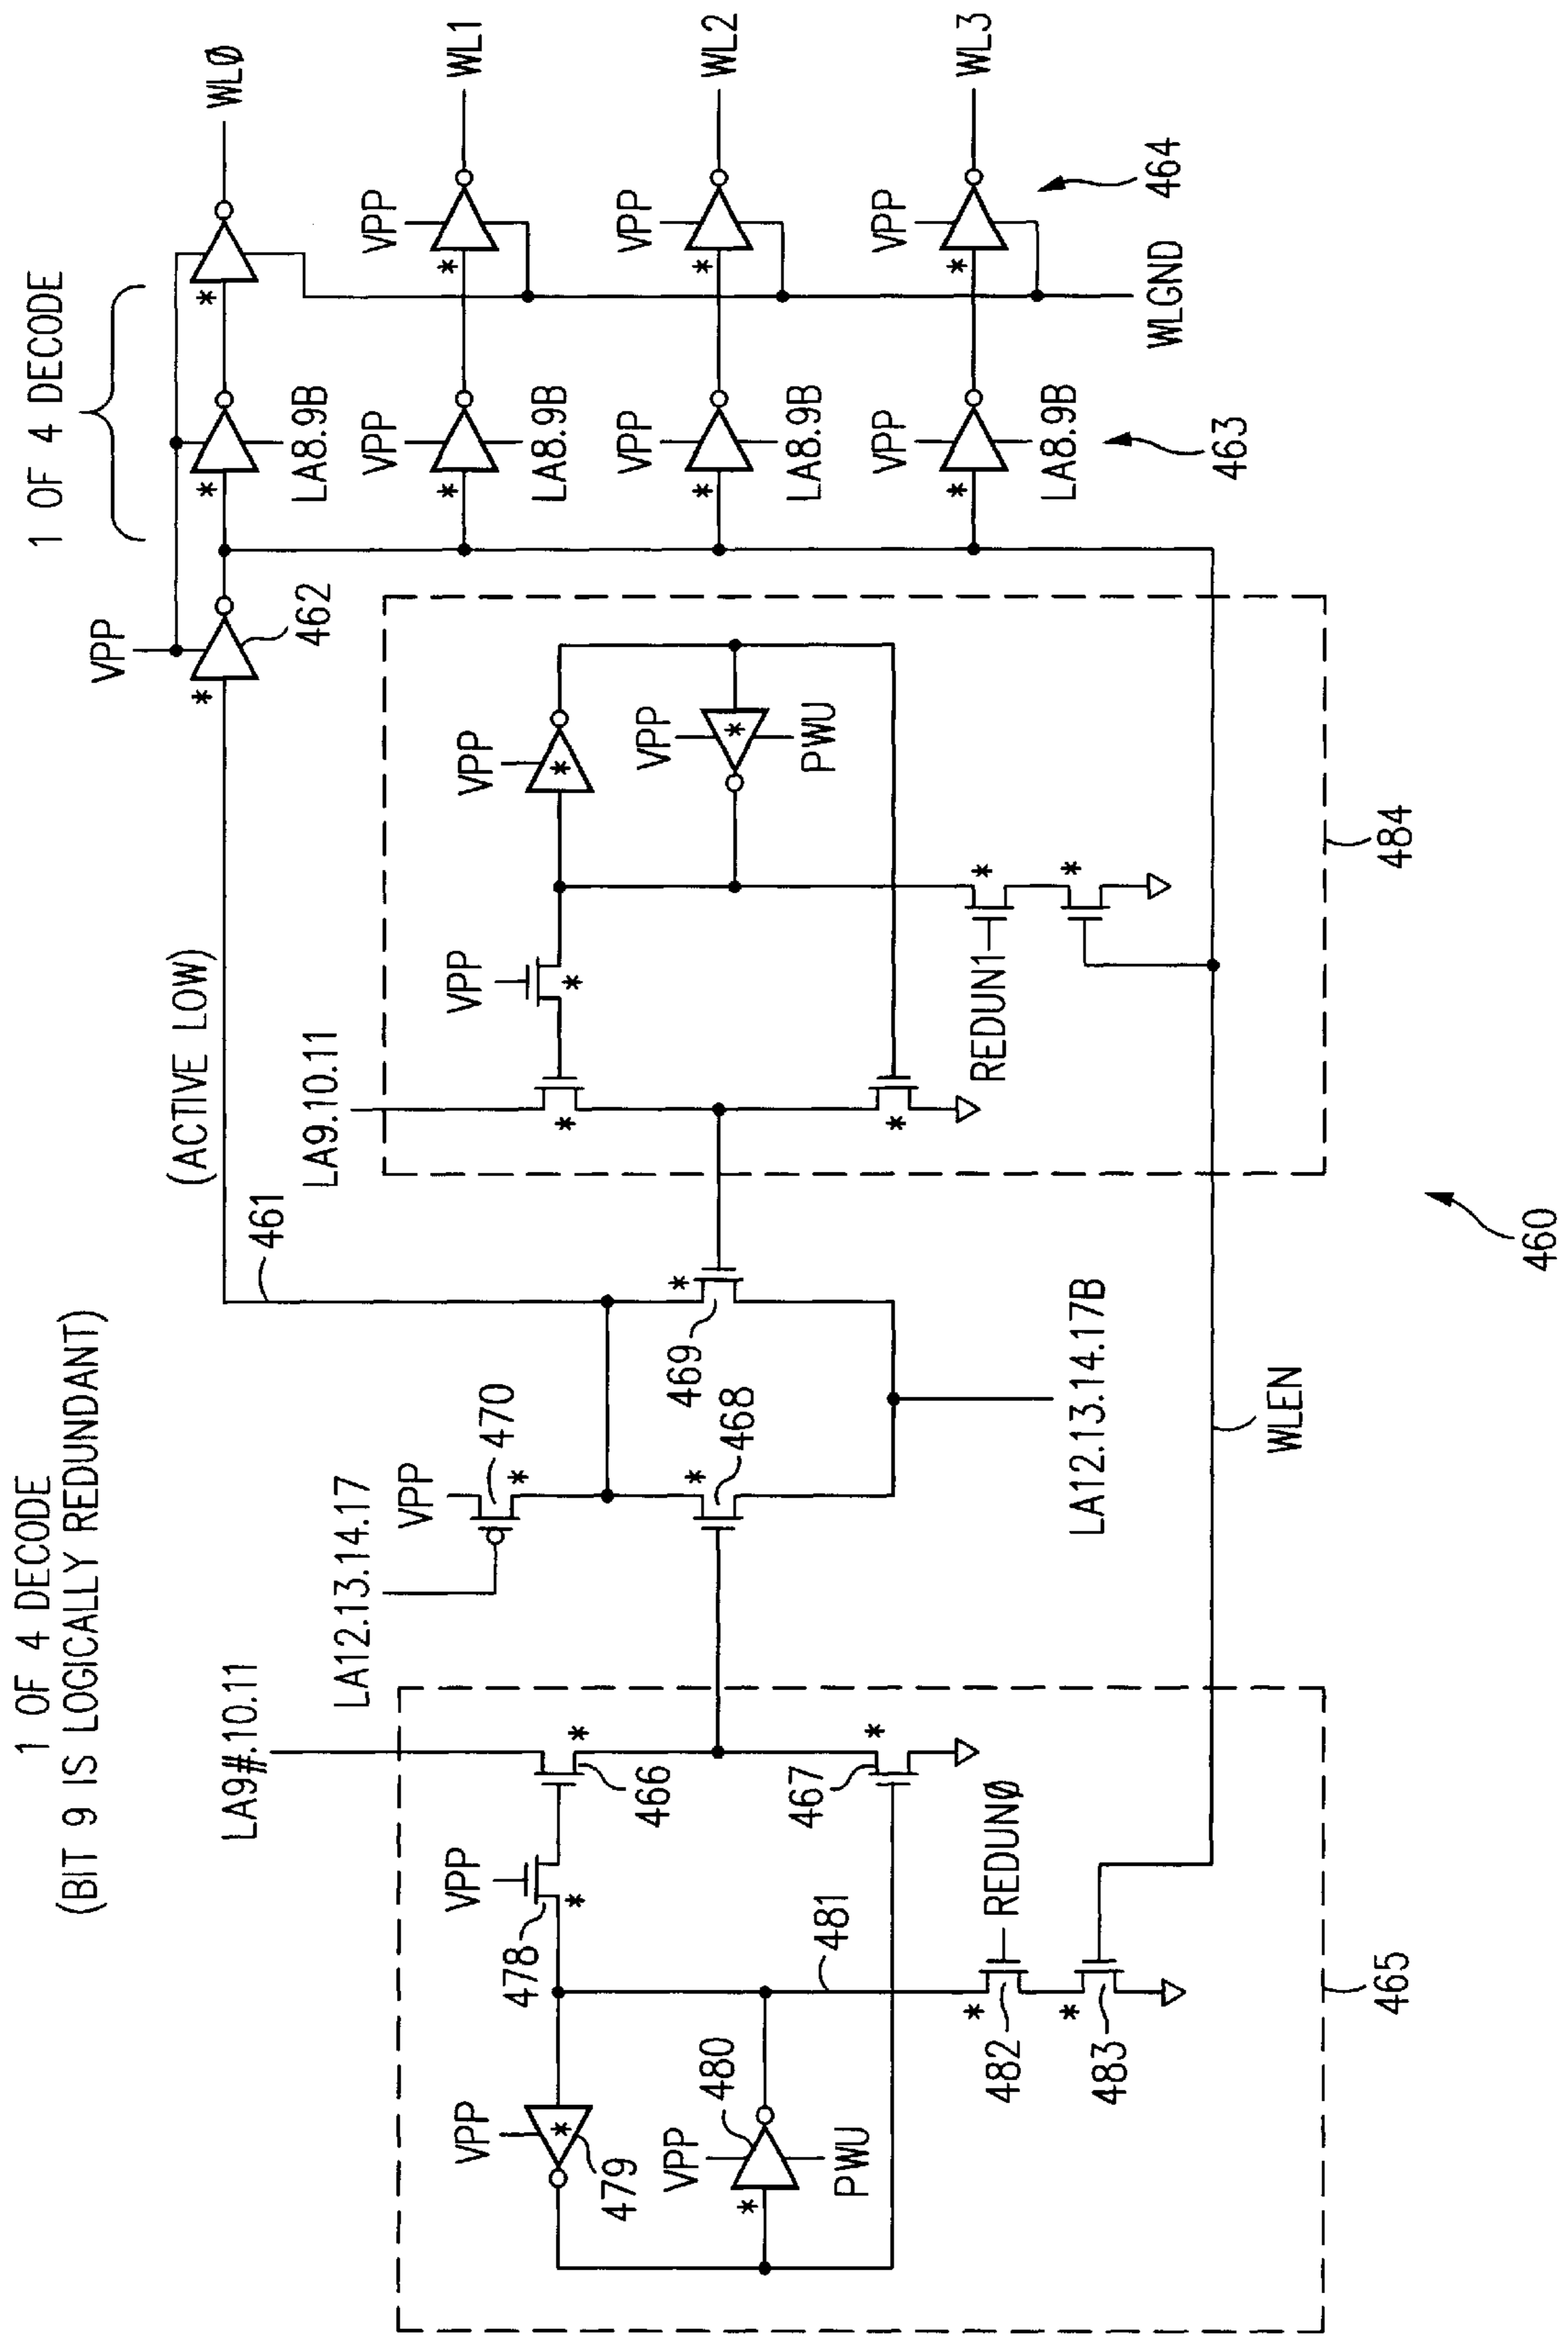 1 OF 4 DECODE
(BIT 9 IS LOGICALLY REDUNDANT)
LA9#.10.11
VPP
478
466
VPP
479
VPP
480
PWU
481
467
REDUNØ
482
483
465
LA12.13.14.17
VPP
470
468
469
461
(ACTIVE LOW)
LA12.13.14.17B
WLEN
460
LA9.10.11
VPP
VPP
VPP
PWU
REDUN1
484
VPP
462
1 OF 4 DECODE
LA8.9B
WLØ
VPP
LA8.9B
VPP
WL1
VPP
LA8.9B
VPP
WL2
VPP
LA8.9B
VPP
WL3
463
464
WLGND